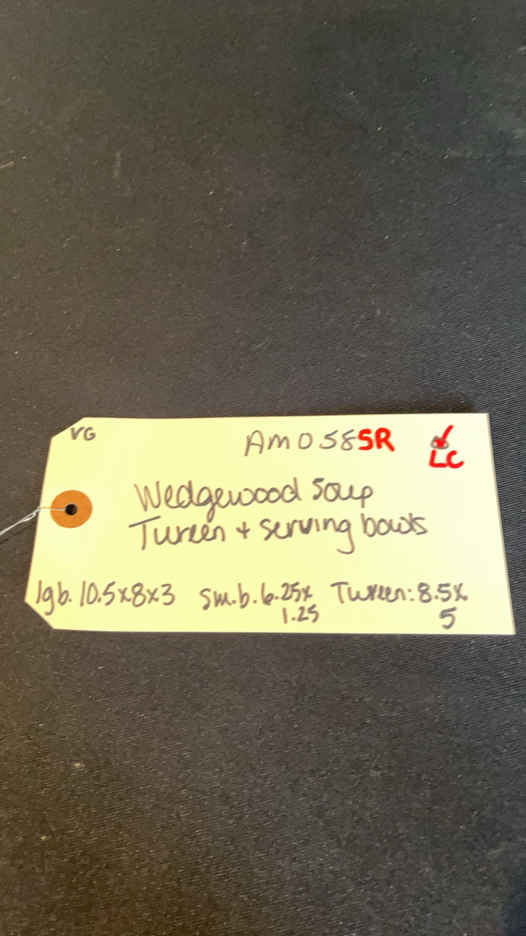 VG
AM058SR
LC
Wedgewood Soup
Tureen + serving bowls
lgb. 10.5x8x3 Sm.b. 6.25x Tureen: 8.5x
1.25 5